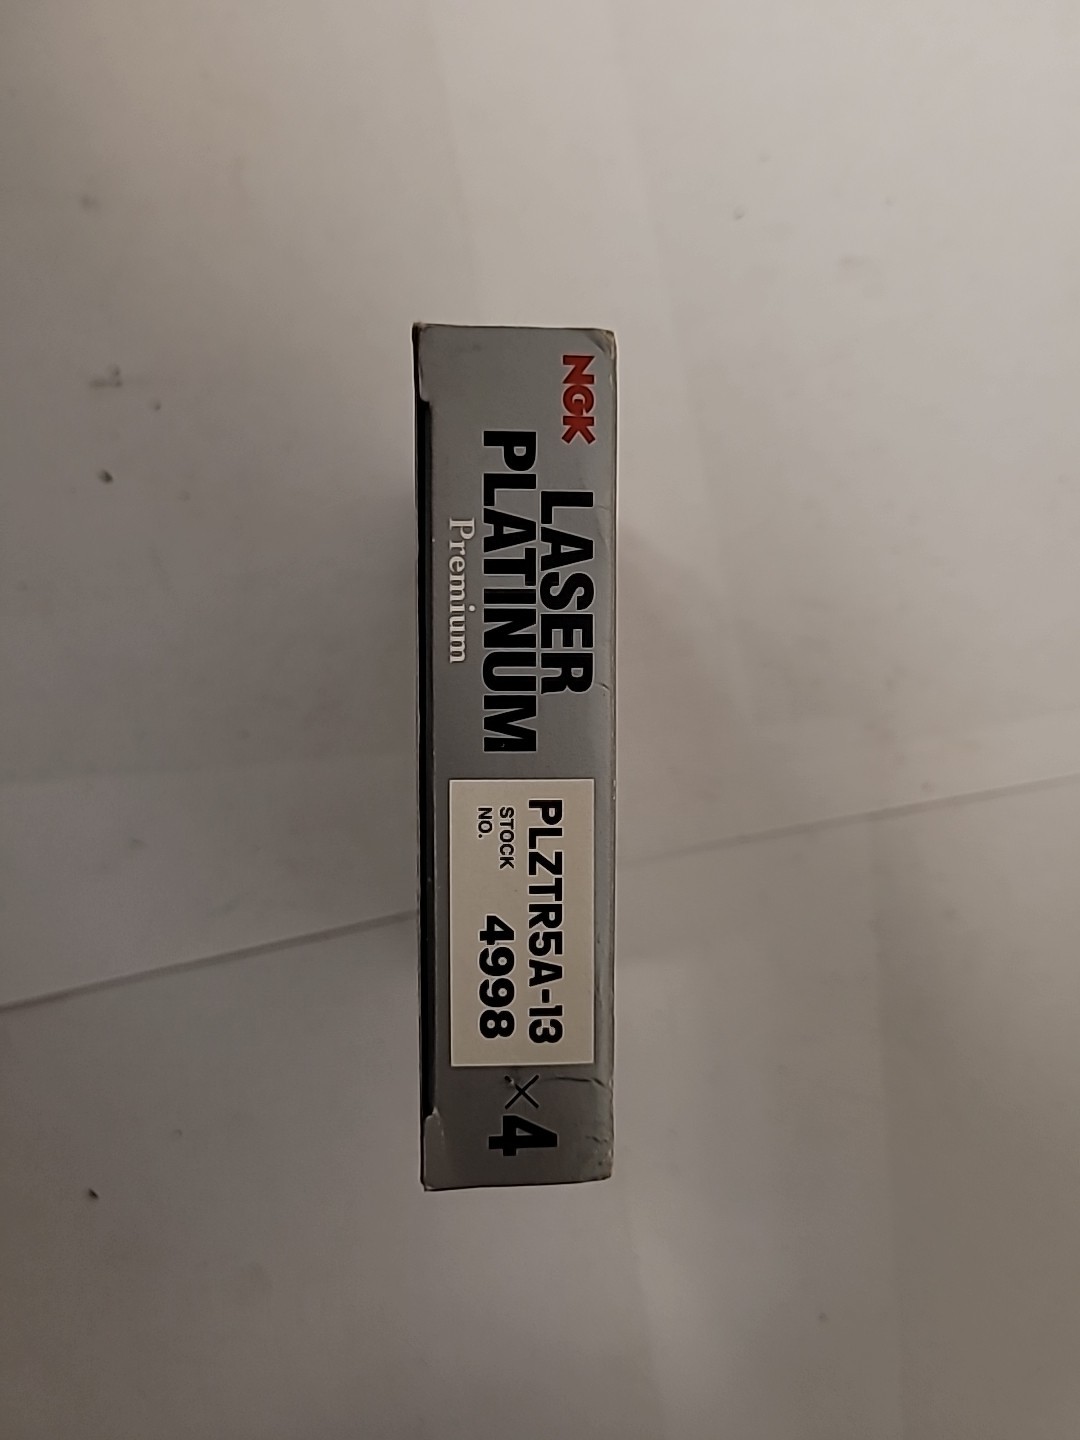 NGK
LASER
PLATINUM
Premium
PLZTR5A-13
STOCK
NO.
4998
×4